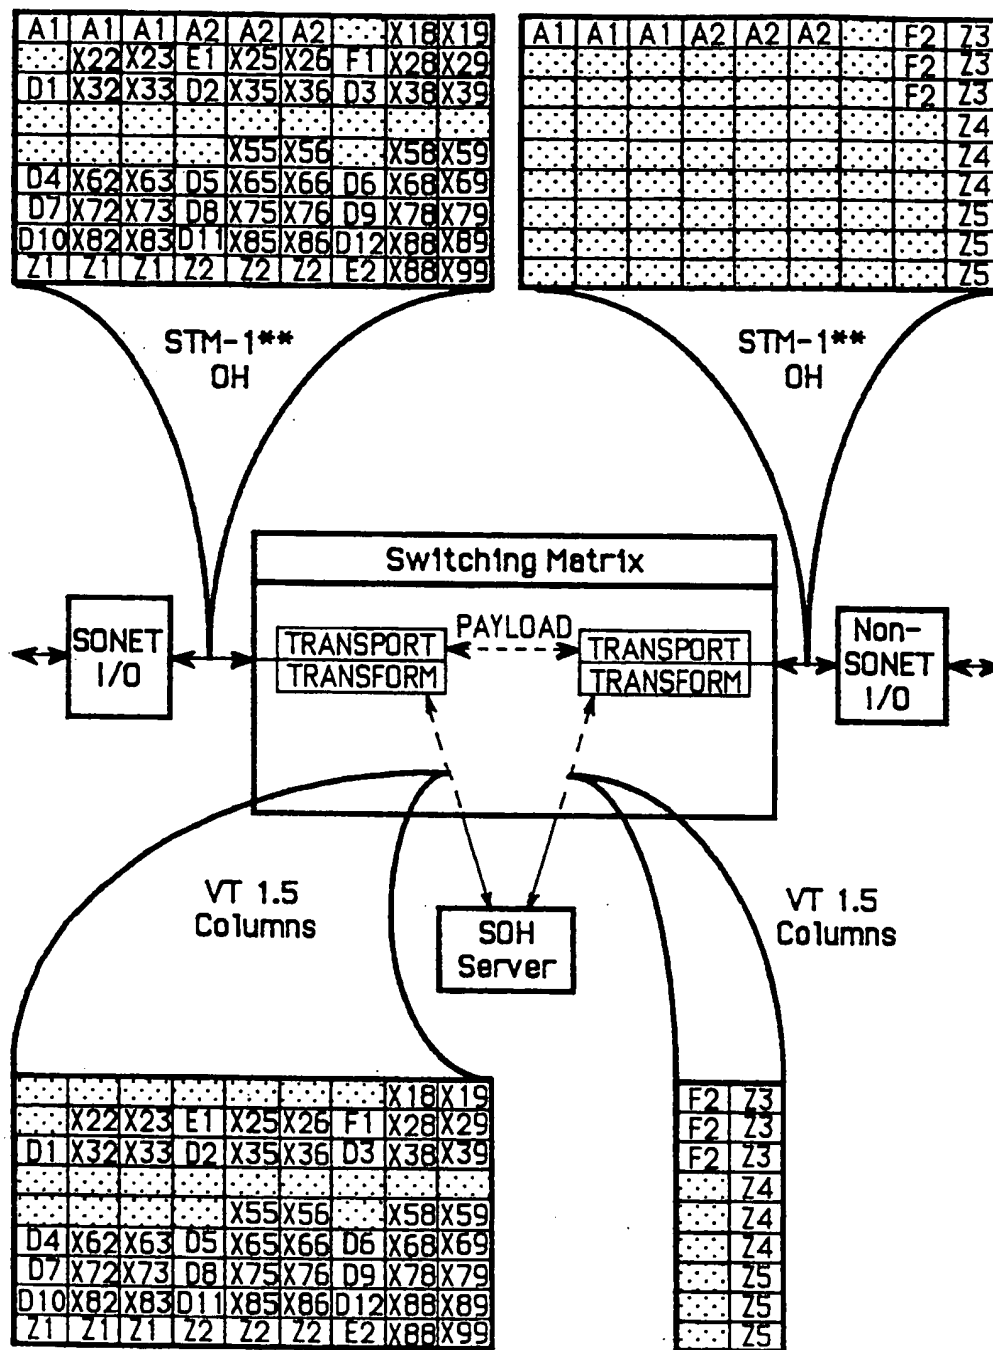 A1 A1 A1 A2 A2 A2 X18 X19
X22 X23 E1 X25 X26 F1 X28 X29
D1 X32 X33 D2 X35 X36 D3 X38 X39
X55 X56 X58 X59
D4 X62 X63 D5 X65 X66 D6 X68 X69
D7 X72 X73 D8 X75 X76 D9 X78 X79
D10 X82 X83 D11 X85 X86 D12 X88 X89
Z1 Z1 Z1 Z2 Z2 Z2 E2 X88 X99
A1 A1 A1 A2 A2 A2 F2 Z3
F2 Z3
F2 Z3
Z4
Z4
Z4
Z5
Z5
Z5
STM-1**
OH
STM-1**
OH
Switching Matrix
SONET
I/O
TRANSPORT
TRANSFORM
PAYLOAD
TRANSPORT
TRANSFORM
Non-
SONET
I/O
VT 1.5
Columns
SOH
Server
VT 1.5
Columns
X18 X19
X22 X23 E1 X25 X26 F1 X28 X29
D1 X32 X33 D2 X35 X36 D3 X38 X39
X55 X56 X58 X59
D4 X62 X63 D5 X65 X66 D6 X68 X69
D7 X72 X73 D8 X75 X76 D9 X78 X79
D10 X82 X83 D11 X85 X86 D12 X88 X89
Z1 Z1 Z1 Z2 Z2 Z2 E2 X88 X99
F2 Z3
F2 Z3
F2 Z3
Z4
Z4
Z4
Z5
Z5
Z5